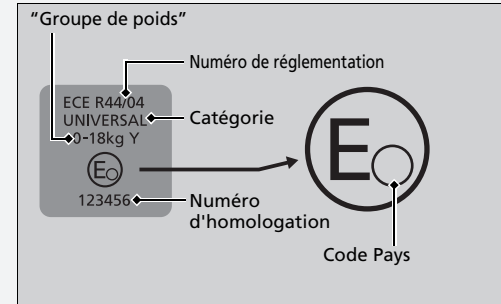 “Groupe de poids”
Numéro de réglementation
ECE R44/04
UNIVERSAL
0-18kg Y
E
123456
Catégorie
Numéro
d'homologation
E
Code Pays